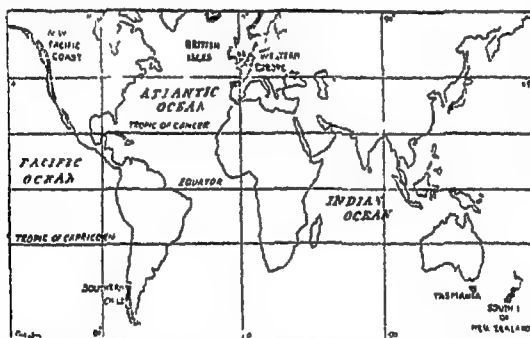 N.W
PACIFIC
COAST
BRITISH
ISLES
WESTERN
EUROPE
ATLANTIC
OCEAN
TROPIC OF CANCER
PACIFIC
OCEAN
EQUATOR
INDIAN
OCEAN
TROPIC OF CAPRICORN
SOUTHERN
CHILE
TASMANIA
SOUTH I
OF
NEW ZEALAND